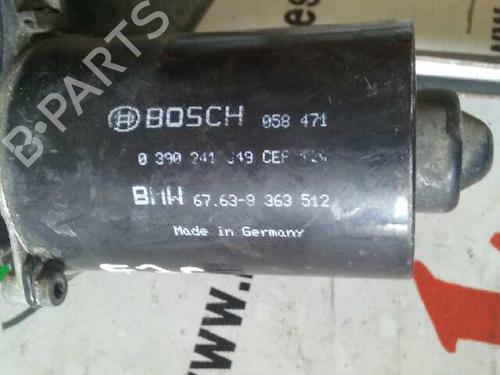 BOSCH 058 471
0 390 241 349 CEP
BMW 67.63-8 363 512
Made in Germany
B-PARTS